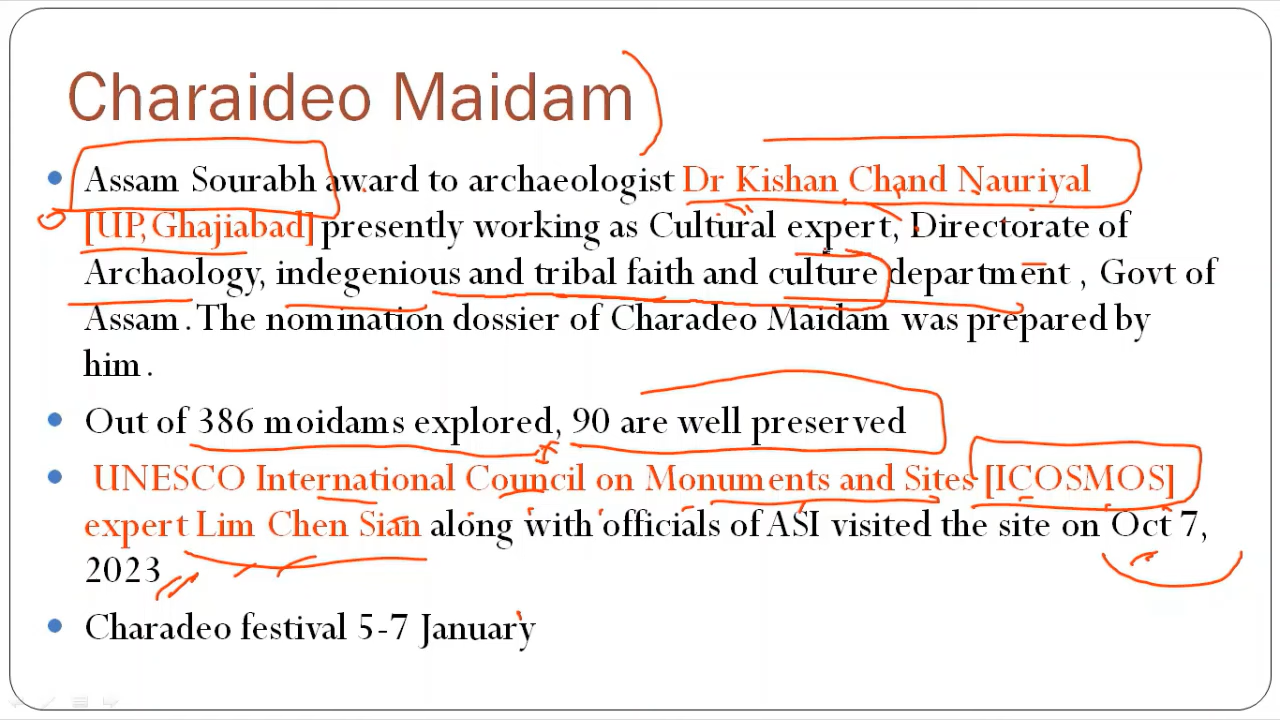 Charaideo Maidam
Assam Sourabh award to archaeologist Dr Kishan Chand Nauriyal
[UP, Ghajiabad] presently working as Cultural expert, Directorate of
Archaology, indegenious and tribal faith and culture department , Govt of
Assam . The nomination dossier of Charadeo Maidam was prepared by
him .
Out of 386 moidams explored, 90 are well preserved
UNESCO International Council on Monuments and Sites [ICOSMOS]
expert Lim Chen Sian along with officials of ASI visited the site on Oct 7,
2023
Charadeo festival 5-7 January